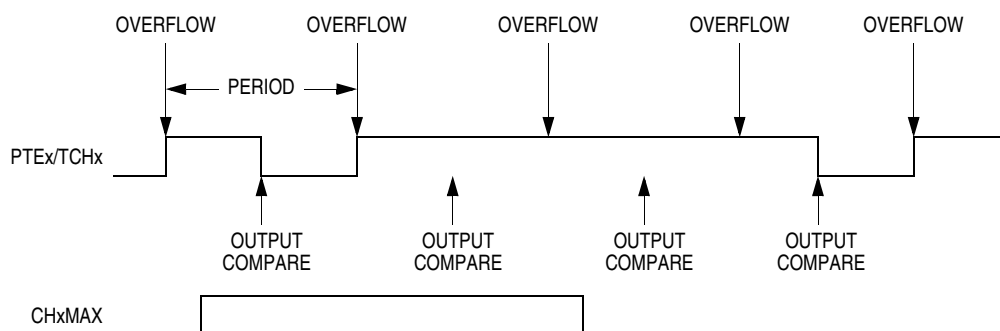 OVERFLOW OVERFLOW OVERFLOW OVERFLOW OVERFLOW
PERIOD
PTEx/TCHx
OUTPUT COMPARE
OUTPUT COMPARE
OUTPUT COMPARE
OUTPUT COMPARE
CHxMAX